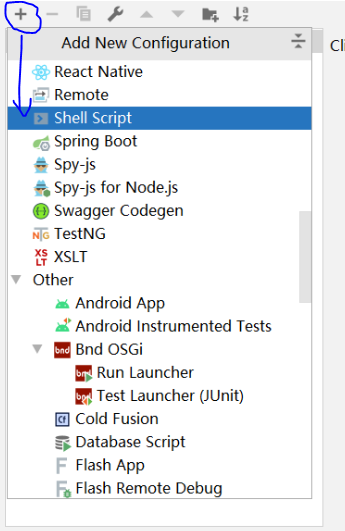 Add New Configuration
Cli
React Native
Remote
Shell Script
Spring Boot
Spy-js
Spy-js for Node.js
Swagger Codegen
TestNG
XSLT
Other
Android App
Android Instrumented Tests
Bnd OSGi
Run Launcher
Test Launcher (JUnit)
Cold Fusion
Database Script
Flash App
Flash Remote Debug